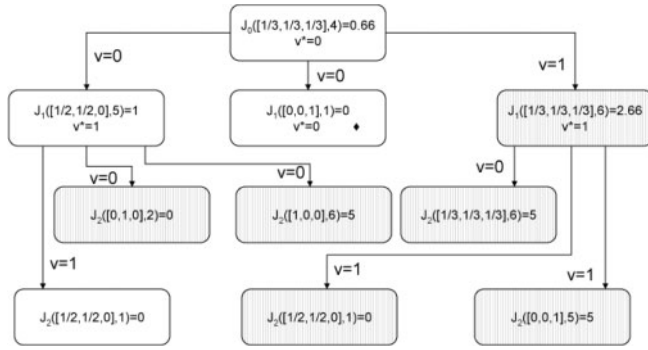 J₀([1/3,1/3,1/3],4)=0.66
v*=0
v=0
v=0
v=1
J₁([1/2,1/2,0],5)=1
v*=1
J₁([0,0,1],1)=0
v*=0 ♦
J₁([1/3,1/3,1/3],6)=2.66
v*=1
v=0
v=0
v=0
J₂([0,1,0],2)=0
J₂([1,0,0],6)=5
J₂([1/3,1/3,1/3],6)=5
v=1
v=1
v=1
J₂([1/2,1/2,0],1)=0
J₂([1/2,1/2,0],1)=0
J₂([0,0,1],5)=5